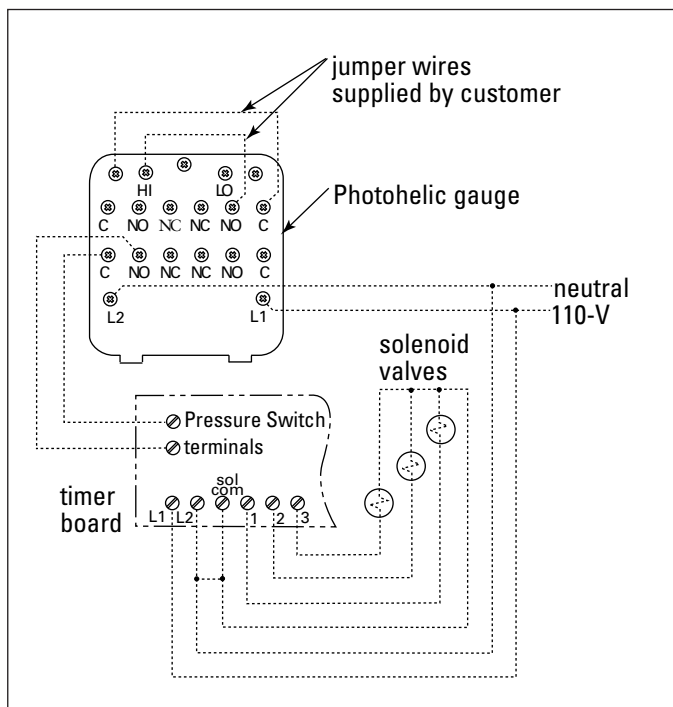 jumper wires
supplied by customer
HI LO
Photohelic gauge
C NO NC NC NO C
C NO NC NC NO C
L2 L1
neutral
110-V
solenoid
valves
Pressure Switch
terminals
sol
com
timer
board
L1 L2 1 2 3